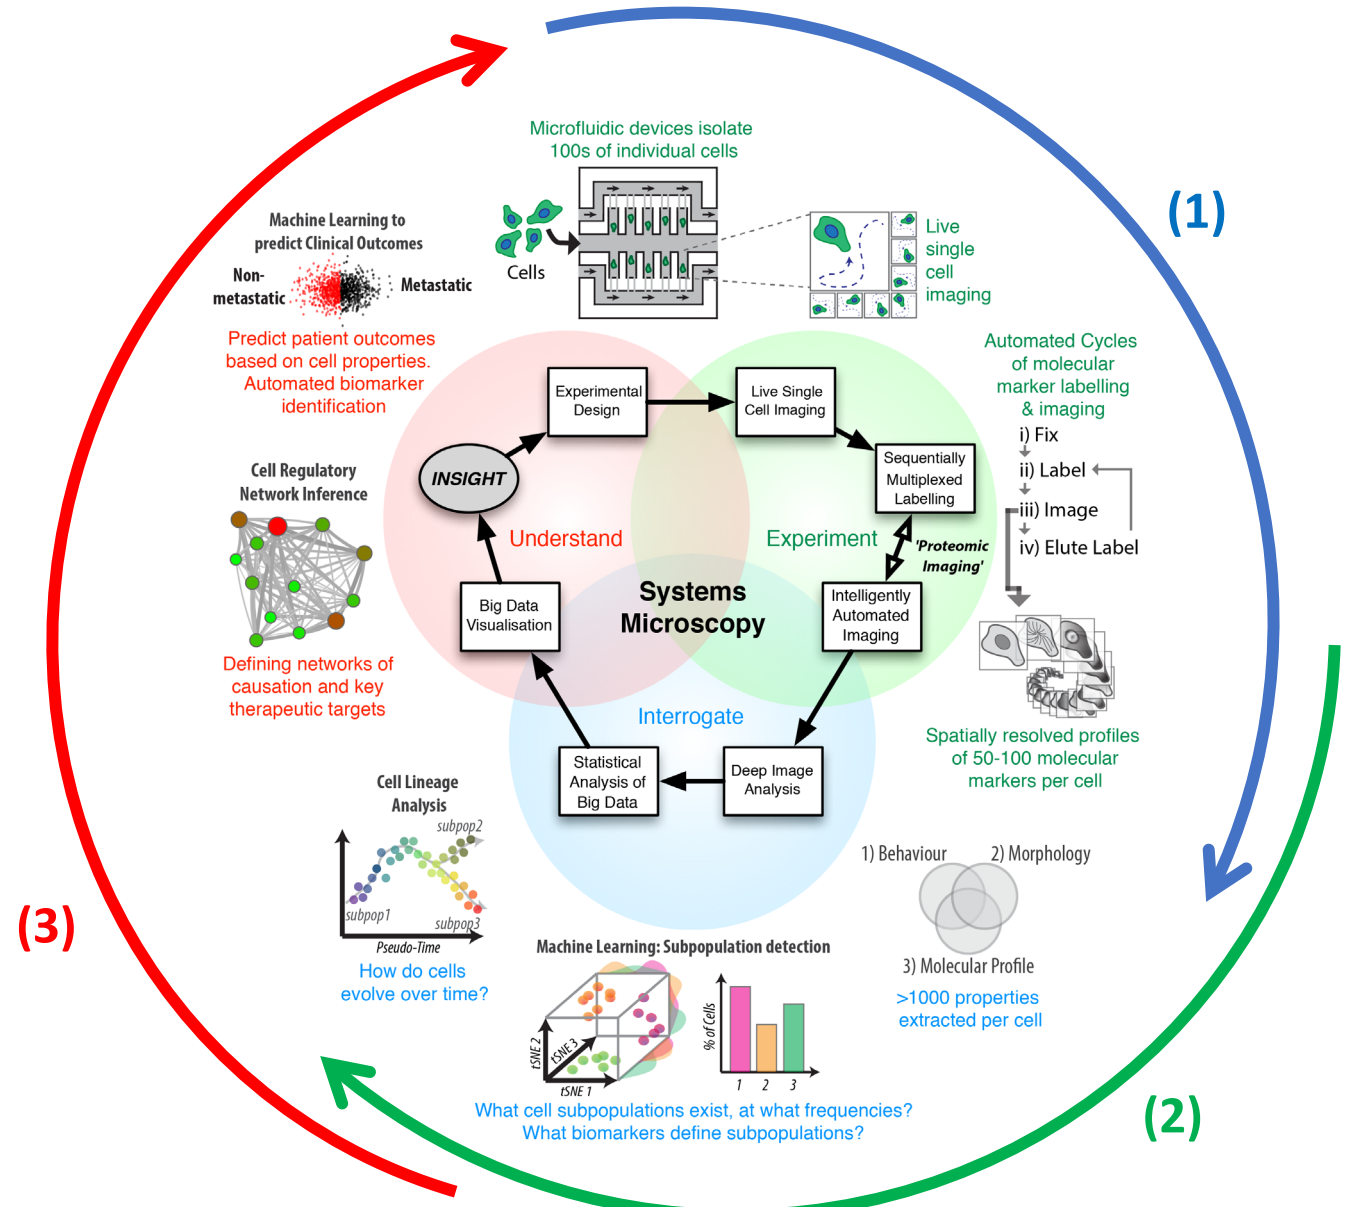 Microfluidic devices isolate
100s of individual cells
(1)
Machine Learning to
predict Clinical Outcomes
Non-
metastatic
Metastatic
Cells
Live
single
cell
imaging
Predict patient outcomes
based on cell properties.
Automated biomarker
identification
Automated Cycles
of molecular
marker labelling
& imaging
i) Fix
ii) Label
iii) Image
iv) Elute Label
Experimental
Design
Live Single
Cell Imaging
INSIGHT
Sequentially
Multiplexed
Labelling
Cell Regulatory
Network Inference
Understand
Experiment
'Proteomic
Imaging'
Systems
Microscopy
Big Data
Visualisation
Intelligently
Automated
Imaging
Defining networks of
causation and key
therapeutic targets
Interrogate
Spatially resolved profiles
of 50-100 molecular
markers per cell
Statistical
Analysis of
Big Data
Deep Image
Analysis
Cell Lineage
Analysis
subpop2
subpop1
subpop3
Pseudo-Time
How do cells
evolve over time?
1) Behaviour
2) Morphology
3) Molecular Profile
>1000 properties
extracted per cell
(3)
Machine Learning: Subpopulation detection
tSNE 2
tSNE 3
tSNE 1
% of Cells
1 2 3
What cell subpopulations exist, at what frequencies?
What biomarkers define subpopulations?
(2)